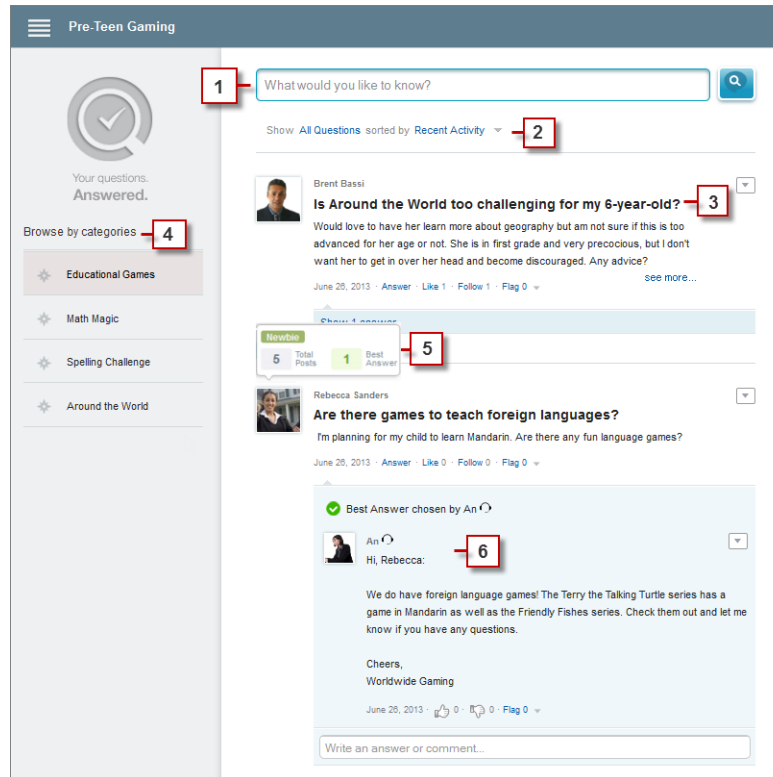 Pre-Teen Gaming
1
What would you like to know?
Show All Questions sorted by Recent Activity
2
Your questions.
Answered.
Browse by categories
4
Educational Games
Math Magic
Spelling Challenge
Around the World
Brent Bassi
Is Around the World too challenging for my 6-year-old?
3
Would love to have her learn more about geography but am not sure if this is too
advanced for her age or not. She is in first grade and very precocious, but I don't
want her to get in over her head and become discouraged. Any advice?
see more...
June 26, 2013 · Answer · Like 1 · Follow 1 · Flag 0
Show 1 answer
Newbie
5 Total Posts 1 Best Answer
5
Rebecca Sanders
Are there games to teach foreign languages?
I'm planning for my child to learn Mandarin. Are there any fun language games?
June 26, 2013 · Answer · Like 0 · Follow 0 · Flag 0
Best Answer chosen by An
An
Hi, Rebecca:
6
We do have foreign language games! The Terry the Talking Turtle series has a
game in Mandarin as well as the Friendly Fishes series. Check them out and let me
know if you have any questions.
Cheers,
Worldwide Gaming
June 26, 2013 · 0 · 0 · Flag 0
Write an answer or comment...